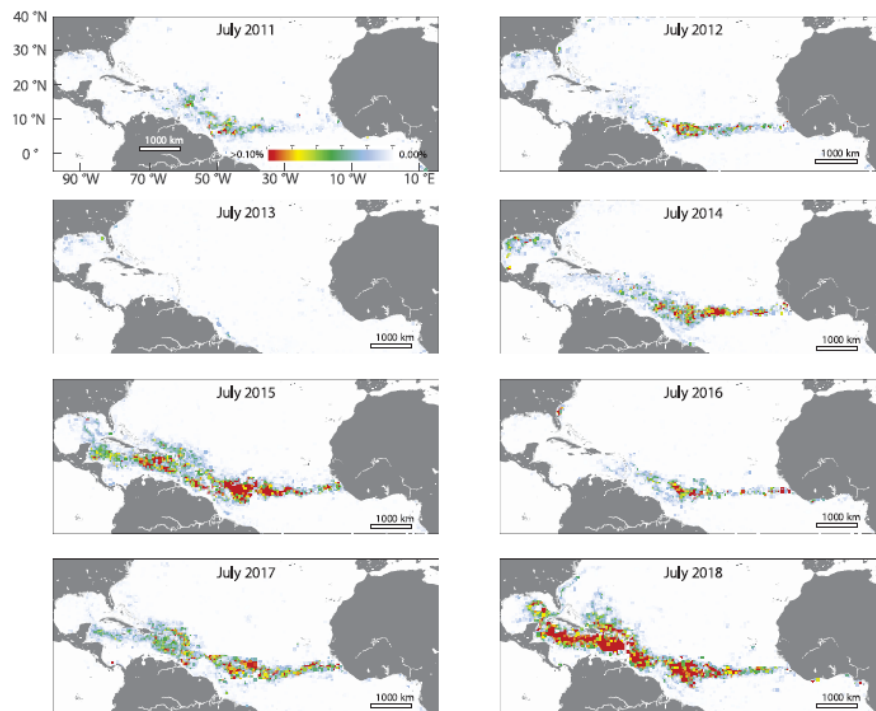 40 °N
July 2011
July 2012
30 °N
20 °N
10 °N
1000 km
>0.10%
0.00%
0 °
1000 km
90 °W
70 °W
50 °W
30 °W
10 °W
10 °E
July 2013
July 2014
1000 km
1000 km
July 2015
July 2016
1000 km
1000 km
July 2017
July 2018
1000 km
1000 km